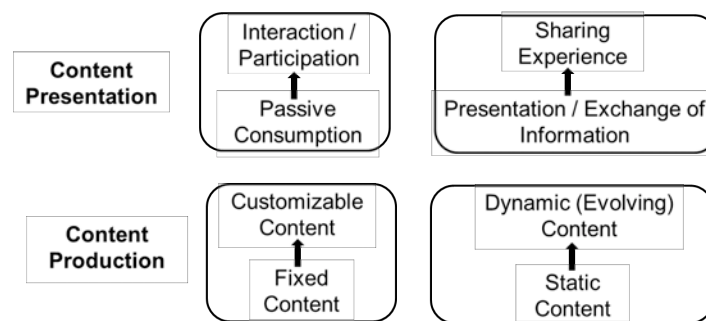 Content
Presentation
Interaction /
Participation
Passive
Consumption
Sharing
Experience
Presentation / Exchange of
Information
Content
Production
Customizable
Content
Fixed
Content
Dynamic (Evolving)
Content
Static
Content